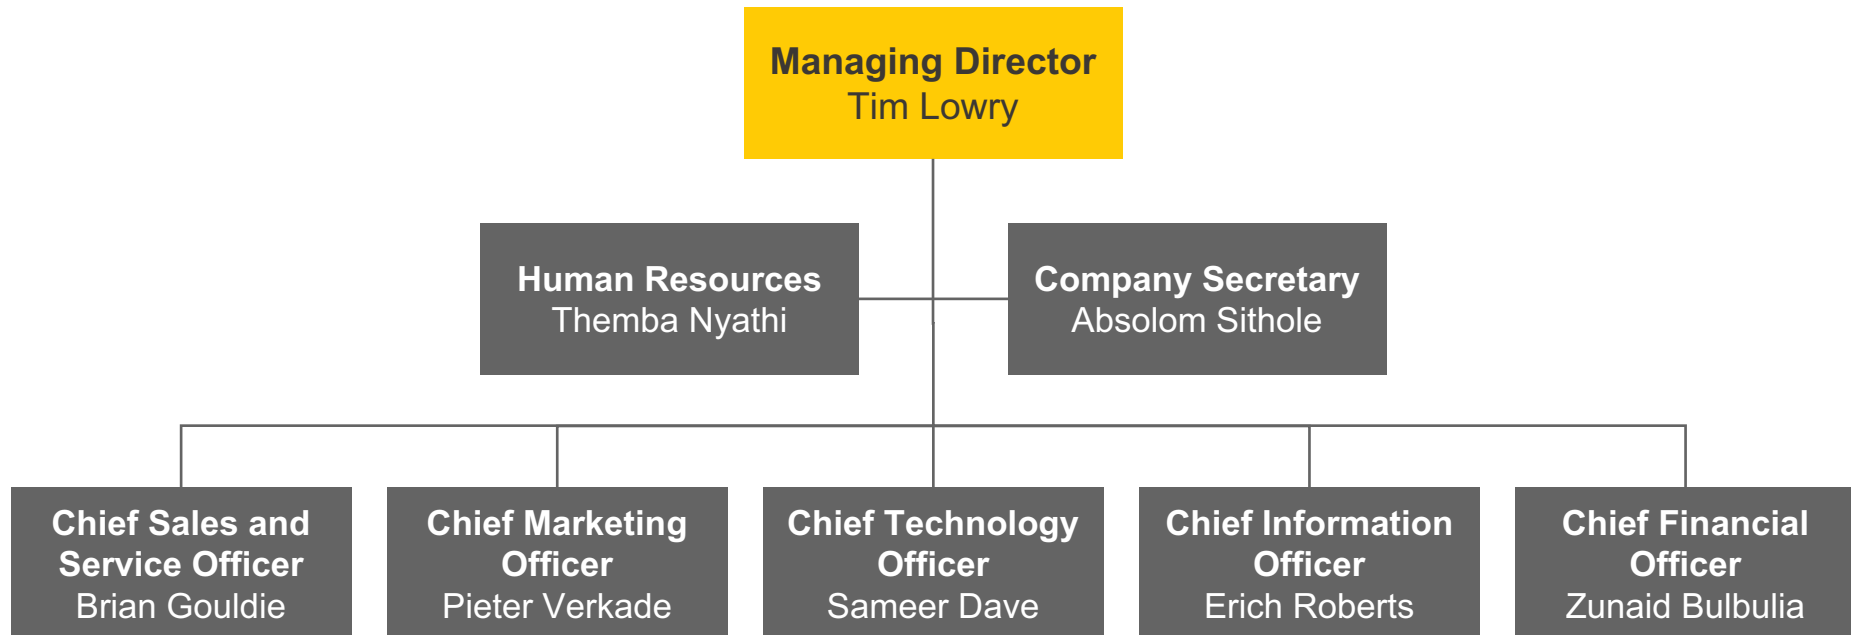 Managing Director
Tim Lowry
Human Resources
Themba Nyathi
Company Secretary
Absolom Sithole
Chief Sales and
Service Officer
Brian Gouldie
Chief Marketing
Officer
Pieter Verkade
Chief Technology
Officer
Sameer Dave
Chief Information
Officer
Erich Roberts
Chief Financial
Officer
Zunaid Bulbulia